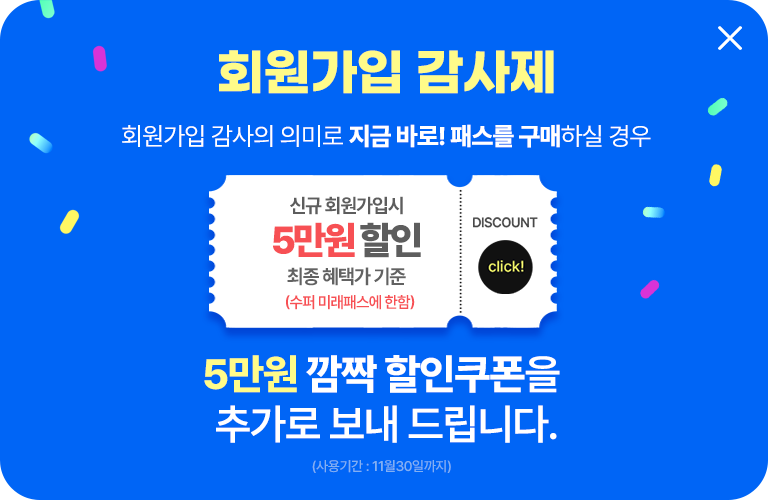 회원가입 감사제
회원가입 감사의 의미로 지금 바로! 패스를 구매하실 경우
신규 회원가입시
5만원 할인
최종 혜택가 기준
(수퍼 미래패스에 한함)
DISCOUNT
click!
5만원 깜짝 할인쿠폰을
추가로 보내 드립니다.
(사용기간 : 11월30일까지)